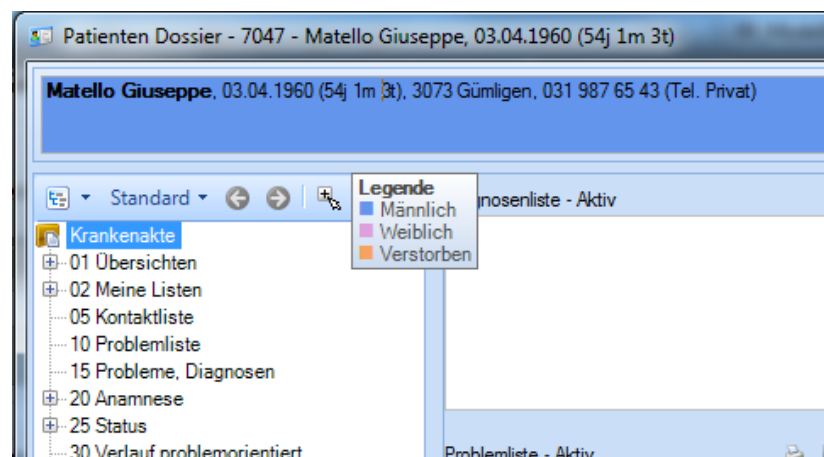 Patienten Dossier - 7047 - Matello Giuseppe, 03.04.1960 (54j 1m 3t)
Matello Giuseppe, 03.04.1960 (54j 1m 3t), 3073 Gümligen, 031 987 65 43 (Tel. Privat)
Standard
Legende
Männlich
Weiblich
Verstorben
gnosenliste - Aktiv
Krankenakte
01 Übersichten
02 Meine Listen
05 Kontaktliste
10 Problemliste
15 Probleme, Diagnosen
20 Anamnese
25 Status
30 Verlauf problemorientiert
Problemliste - Aktiv